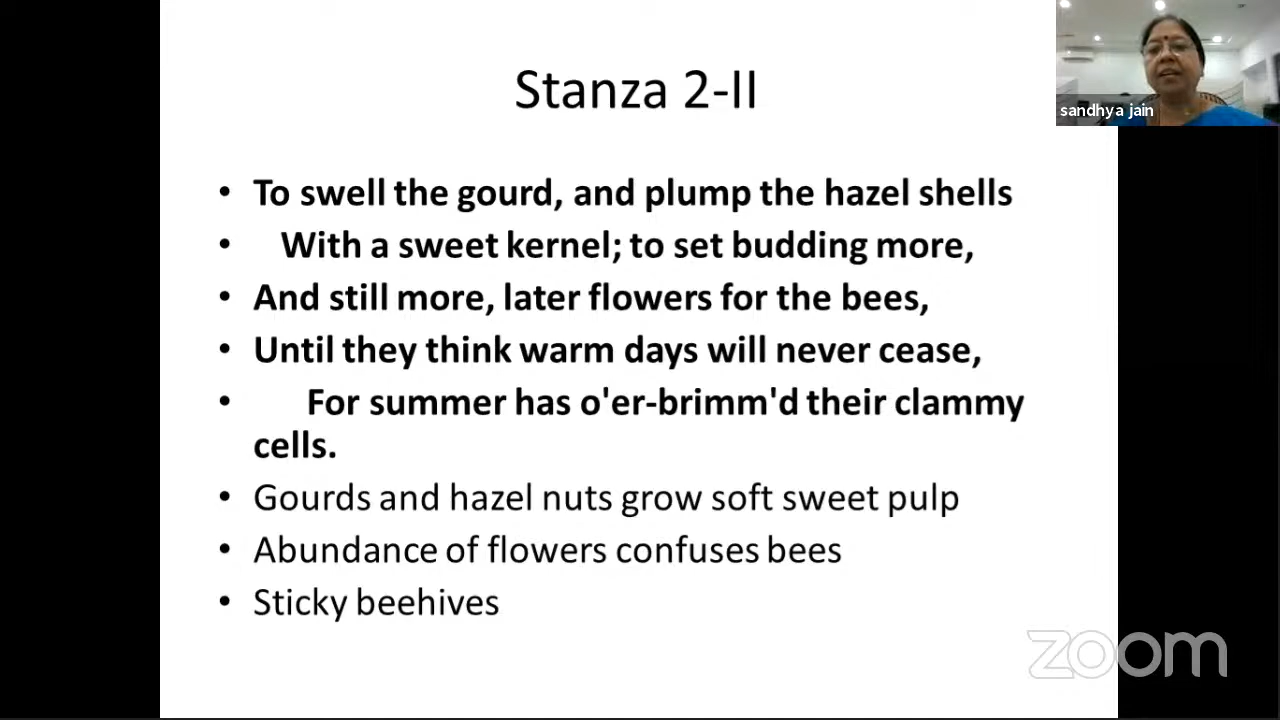 Stanza 2-II
sandhya jain
• To swell the gourd, and plump the hazel shells
• With a sweet kernel; to set budding more,
• And still more, later flowers for the bees,
• Until they think warm days will never cease,
• For summer has o'er-brimm'd their clammy
cells.
• Gourds and hazel nuts grow soft sweet pulp
• Abundance of flowers confuses bees
• Sticky beehives
zoom